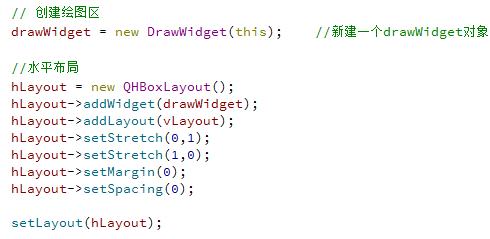 // 创建绘图区
drawWidget = new DrawWidget(this);    //新建一个drawWidget对象
//水平布局
hLayout = new QHBoxLayout();
hLayout->addWidget(drawWidget);
hLayout->addLayout(vLayout);
hLayout->setStretch(0,1);
hLayout->setStretch(1,0);
hLayout->setMargin(0);
hLayout->setSpacing(0);
setLayout(hLayout);